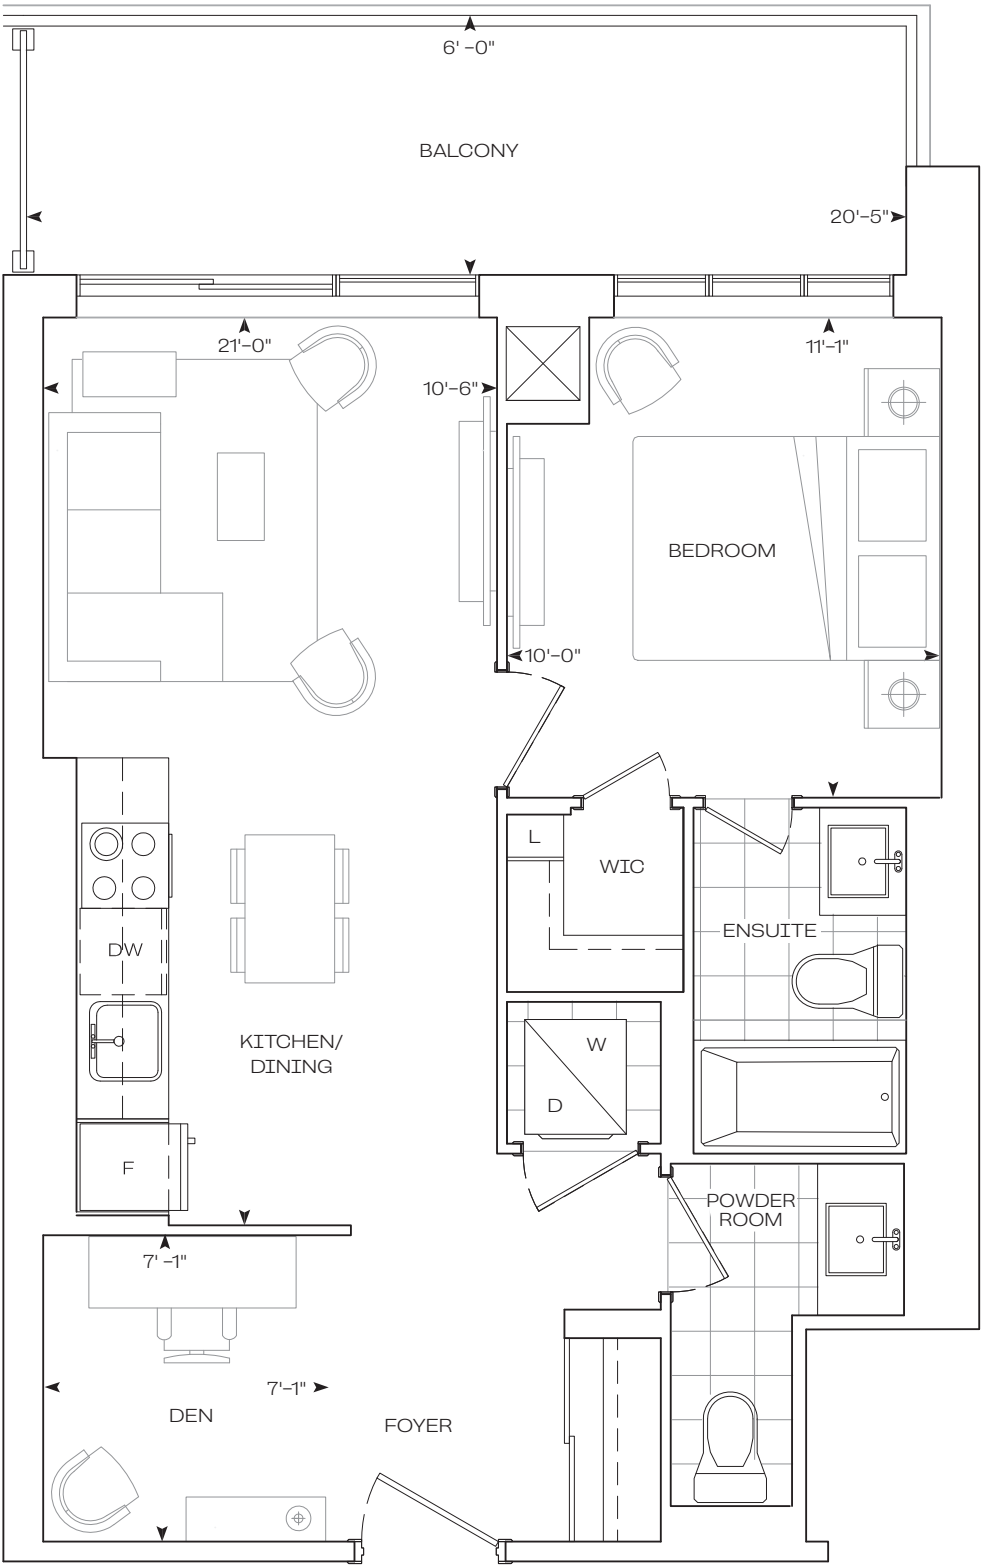 6'-0"
BALCONY
20'-5"
21'-0"
11'-1"
10'-6"
BEDROOM
10'-0"
L
WIC
ENSUITE
DW
KITCHEN/
DINING
W
D
F
POWDER
ROOM
7'-1"
7'-1"
DEN
FOYER